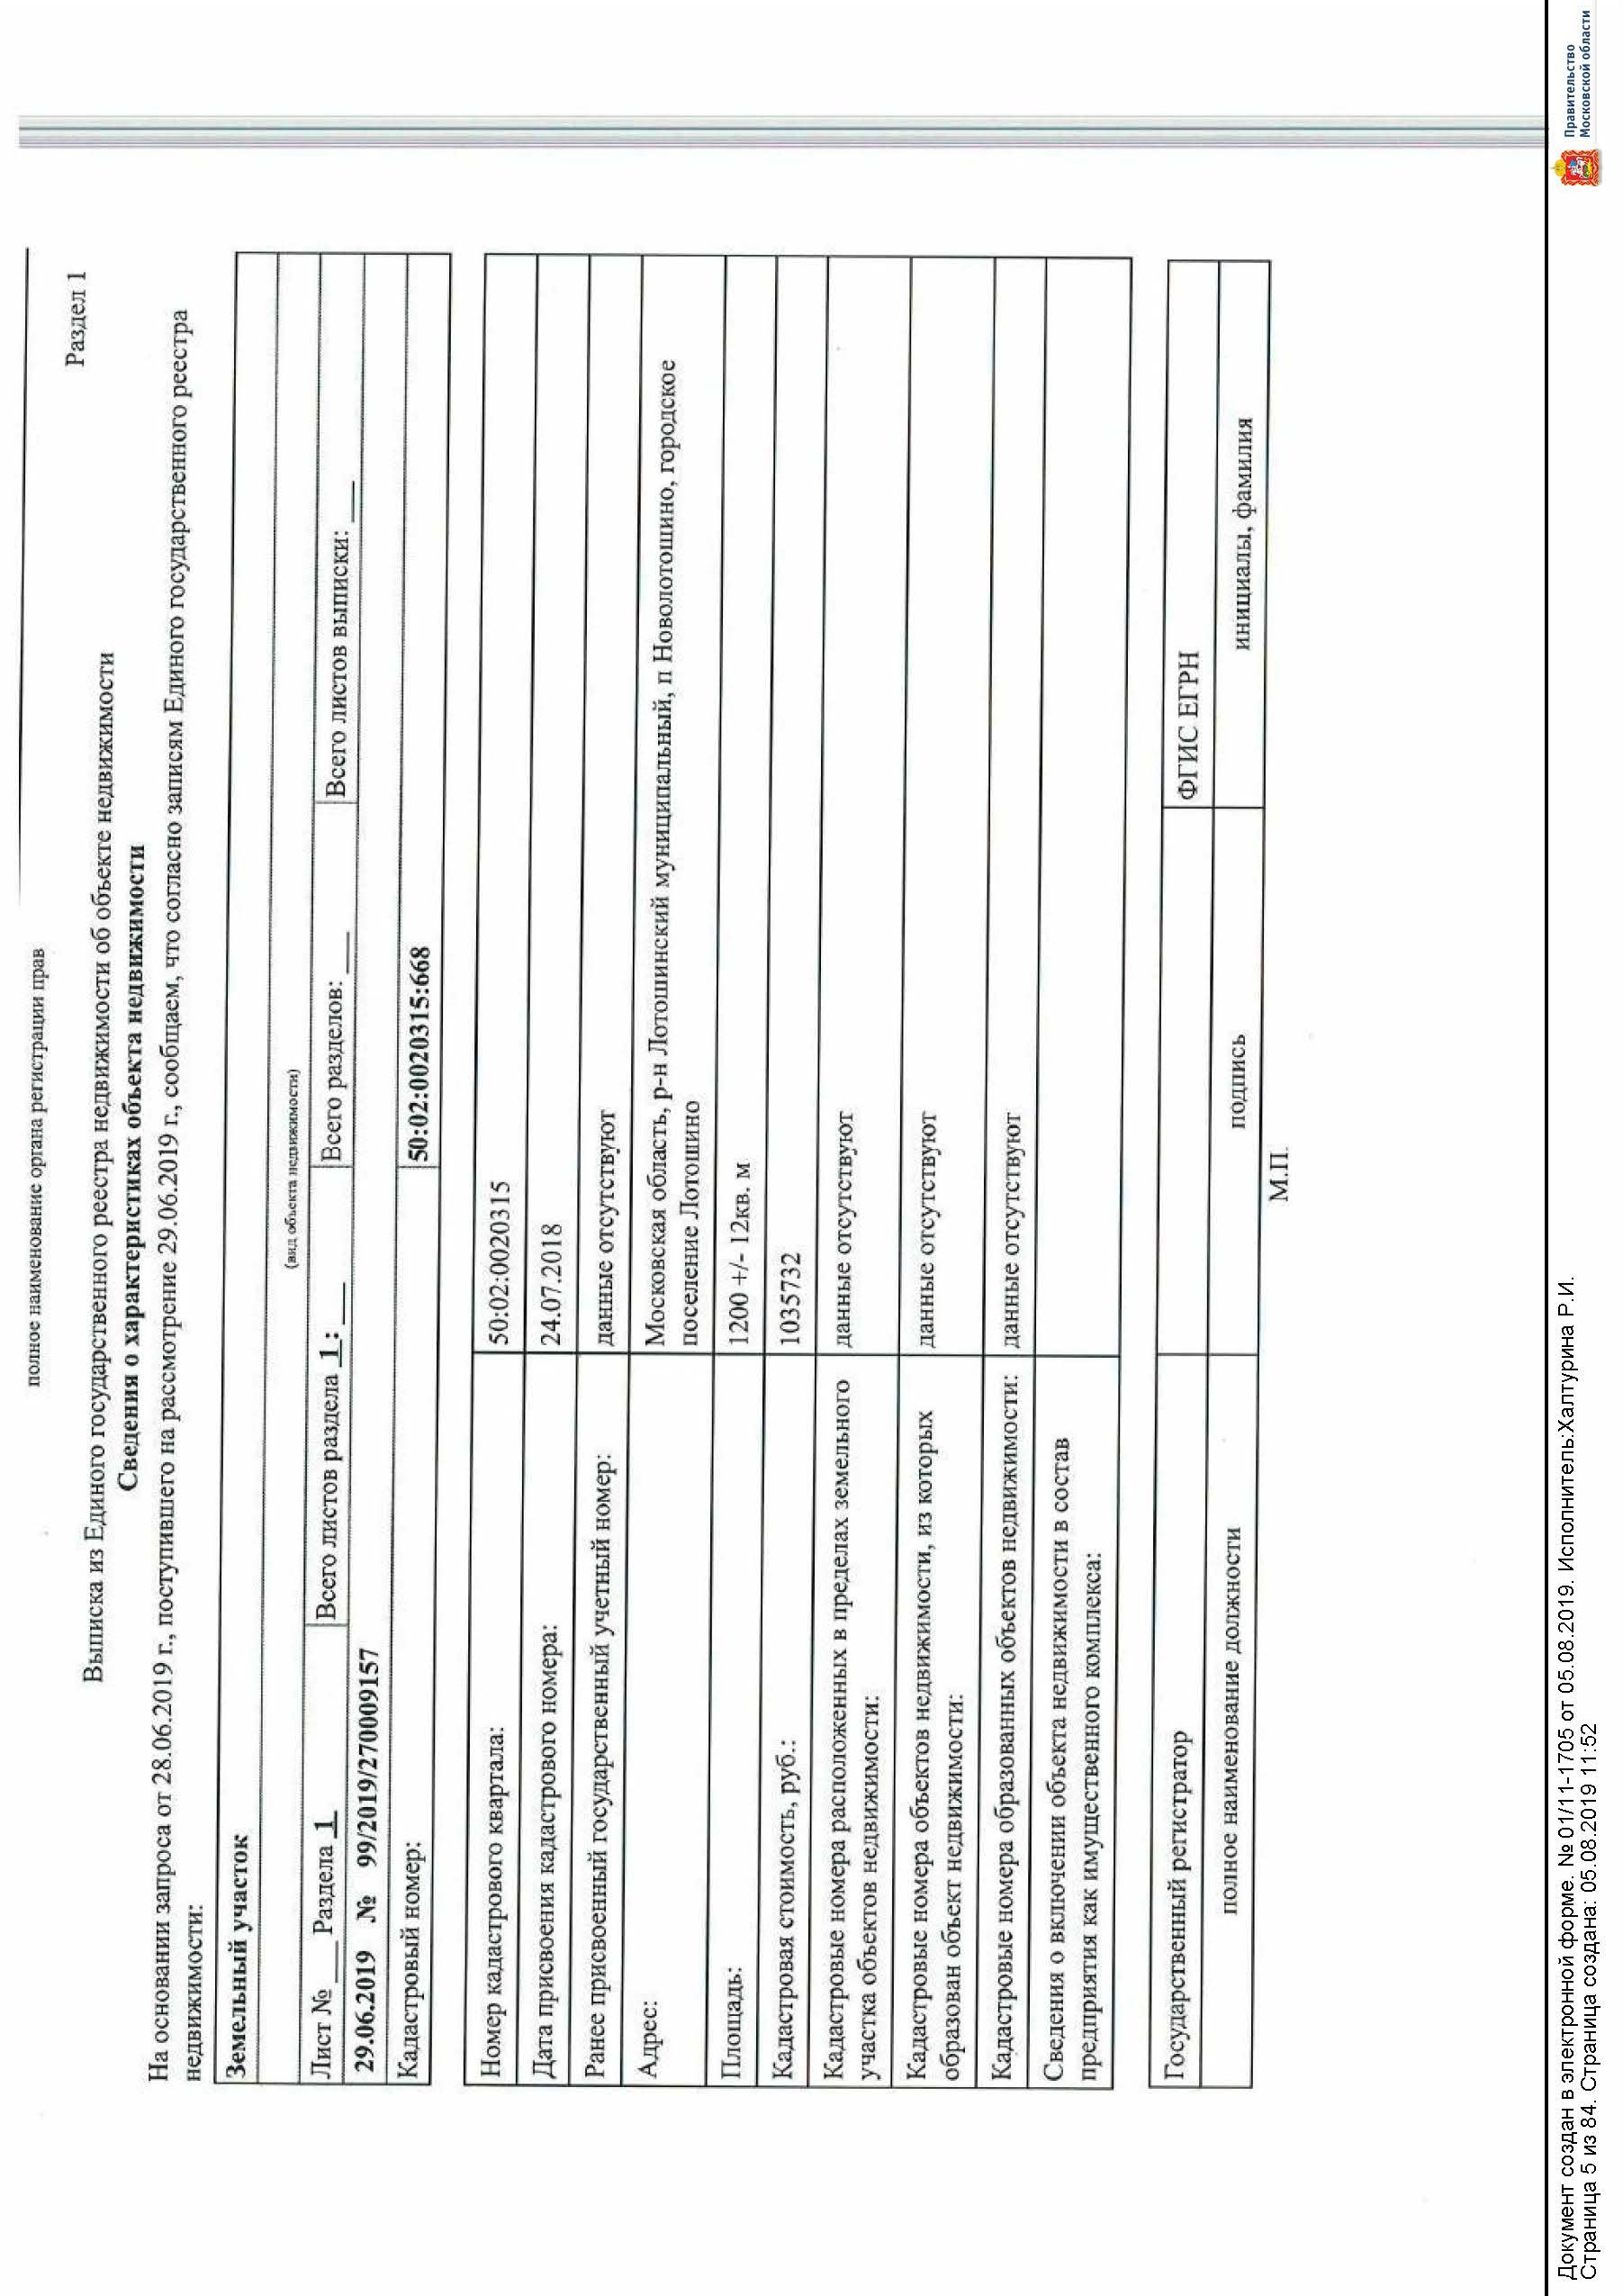 полное наименование органа регистрации прав
Раздел 1
Выписка из Единого государственного реестра недвижимости об объекте недвижимости
Сведения о характеристиках объекта недвижимости
На основании запроса от 28.06.2019 г., поступившего на рассмотрение 29.06.2019 г., сообщаем, что согласно записям Единого государственного реестра
недвижимости:
Земельный участок
(вид объекта недвижимости)
Лист № ___ Раздела 1 Всего листов раздела 1: ___ Всего разделов: ___ Всего листов выписки: ___
29.06.2019 № 99/2019/270009157
Кадастровый номер: 50:02:0020315:668
Номер кадастрового квартала: 50:02:0020315
Дата присвоения кадастрового номера: 24.07.2018
Ранее присвоенный государственный учетный номер: данные отсутствуют
Адрес: Московская область, р-н Лотошинский муниципальный, п Новолотошино, городское
поселение Лотошино
Площадь: 1200 +/- 12кв. м
Кадастровая стоимость, руб.: 1035732
Кадастровые номера расположенных в пределах земельного
участка объектов недвижимости: данные отсутствуют
Кадастровые номера объектов недвижимости, из которых
образован объект недвижимости: данные отсутствуют
Кадастровые номера образованных объектов недвижимости: данные отсутствуют
Сведения о включении объекта недвижимости в состав
предприятия как имущественного комплекса:
Государственный регистратор ФГИС ЕГРН
полное наименование должности подпись инициалы, фамилия
М.П.
Документ создан в электронной форме. № 01/11-1705 от 05.08.2019. Исполнитель:Халтурина Р.И.
Страница 5 из 84. Страница создана: 05.08.2019 11:52
Правительство
Московской области